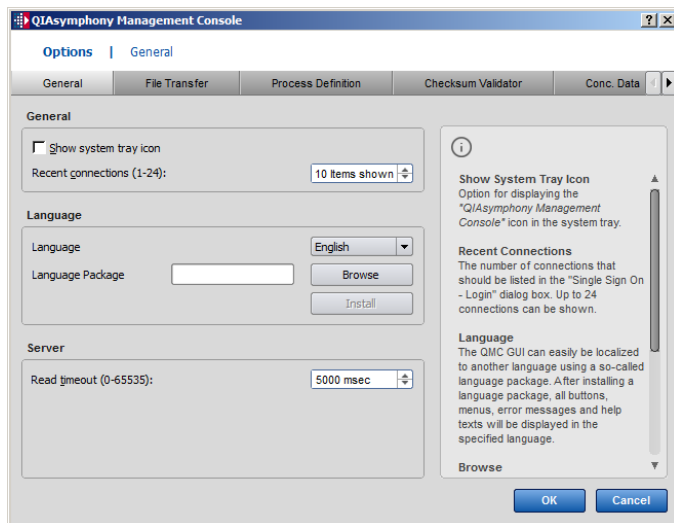 QIAsymphony Management Console
Options | General
General
File Transfer
Process Definition
Checksum Validator
Conc. Data
General
Show system tray icon
Recent connections (1-24):
10 Items shown
Language
Language
English
Language Package
Browse
Install
Server
Read timeout (0-65535):
5000 msec
Show System Tray Icon
Option for displaying the
"QIAsymphony Management
Console" icon in the system tray.
Recent Connections
The number of connections that
should be listed in the "Single Sign On
- Login" dialog box. Up to 24
connections can be shown.
Language
The QMC GUI can easily be localized
to another language using a so-called
language package. After installing a
language package, all buttons,
menus, error messages and help
texts will be displayed in the
specified language.
Browse
OK
Cancel